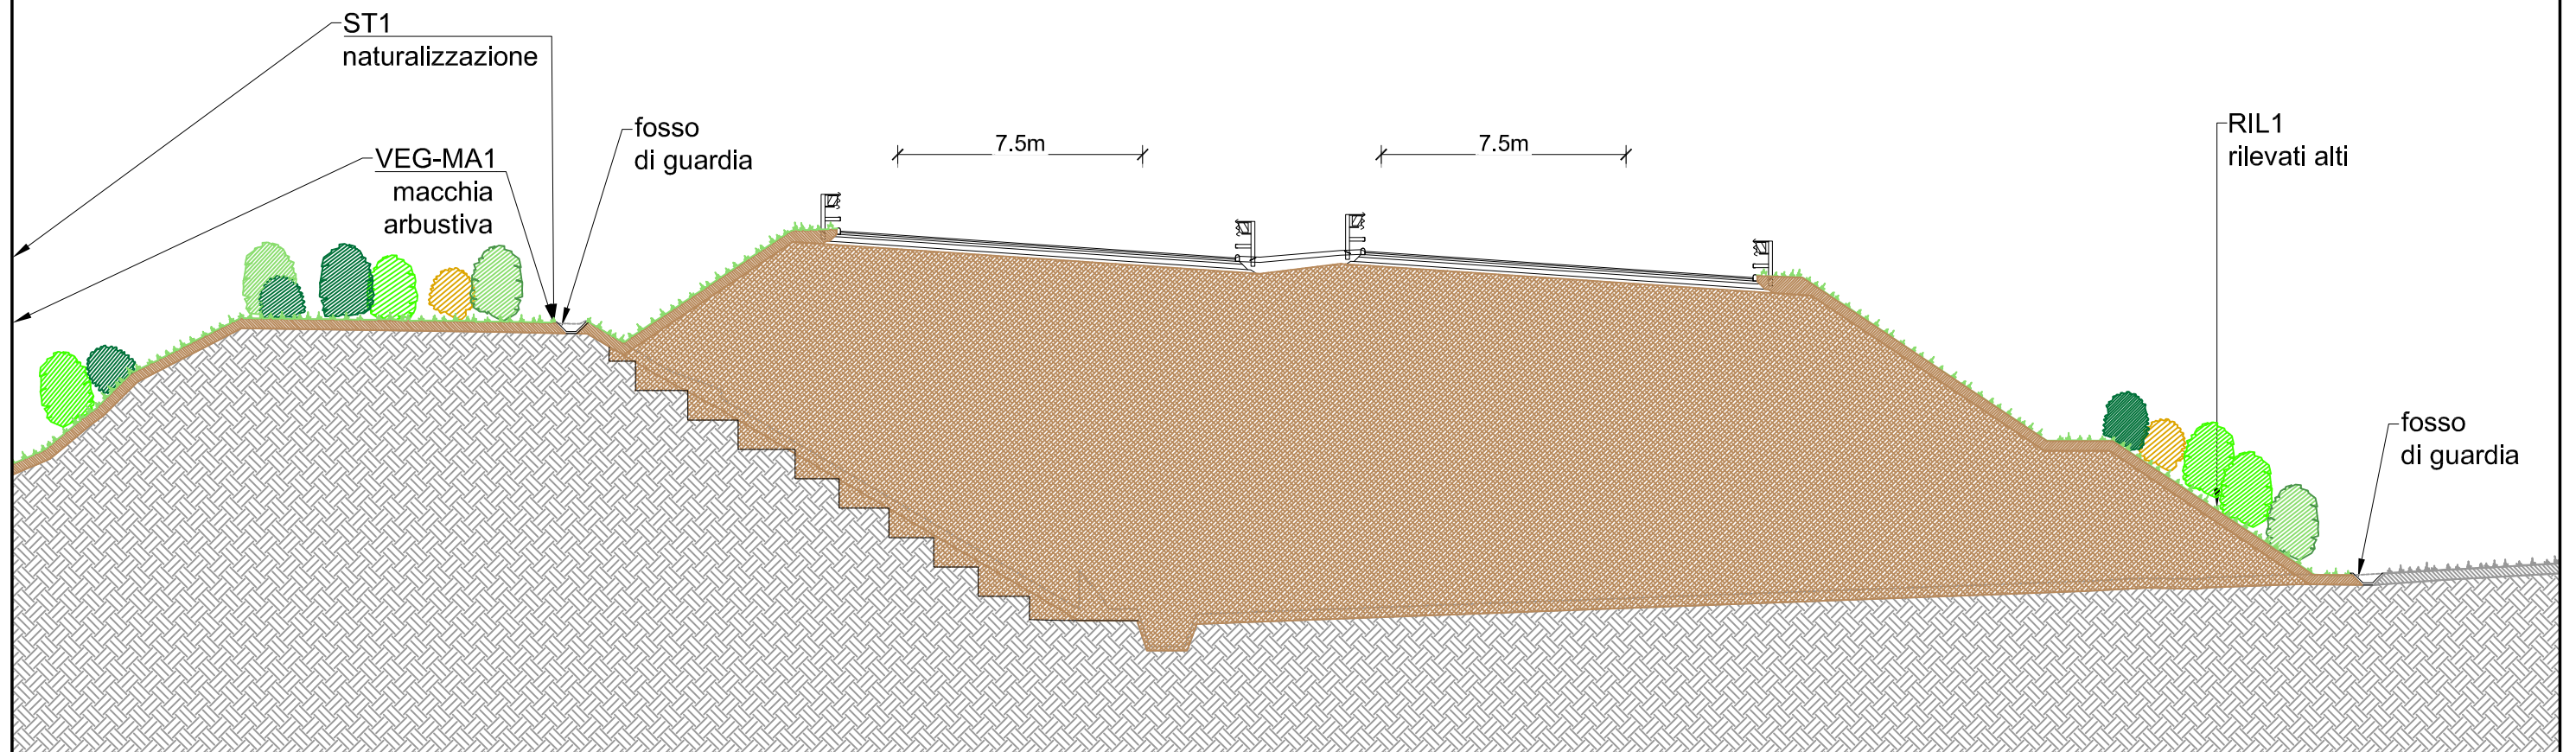 ST1
naturalizzazione
VEG-MA1
macchia
arbustiva
fosso
di guardia
7.5m
7.5m
RIL1
rilevati alti
fosso
di guardia